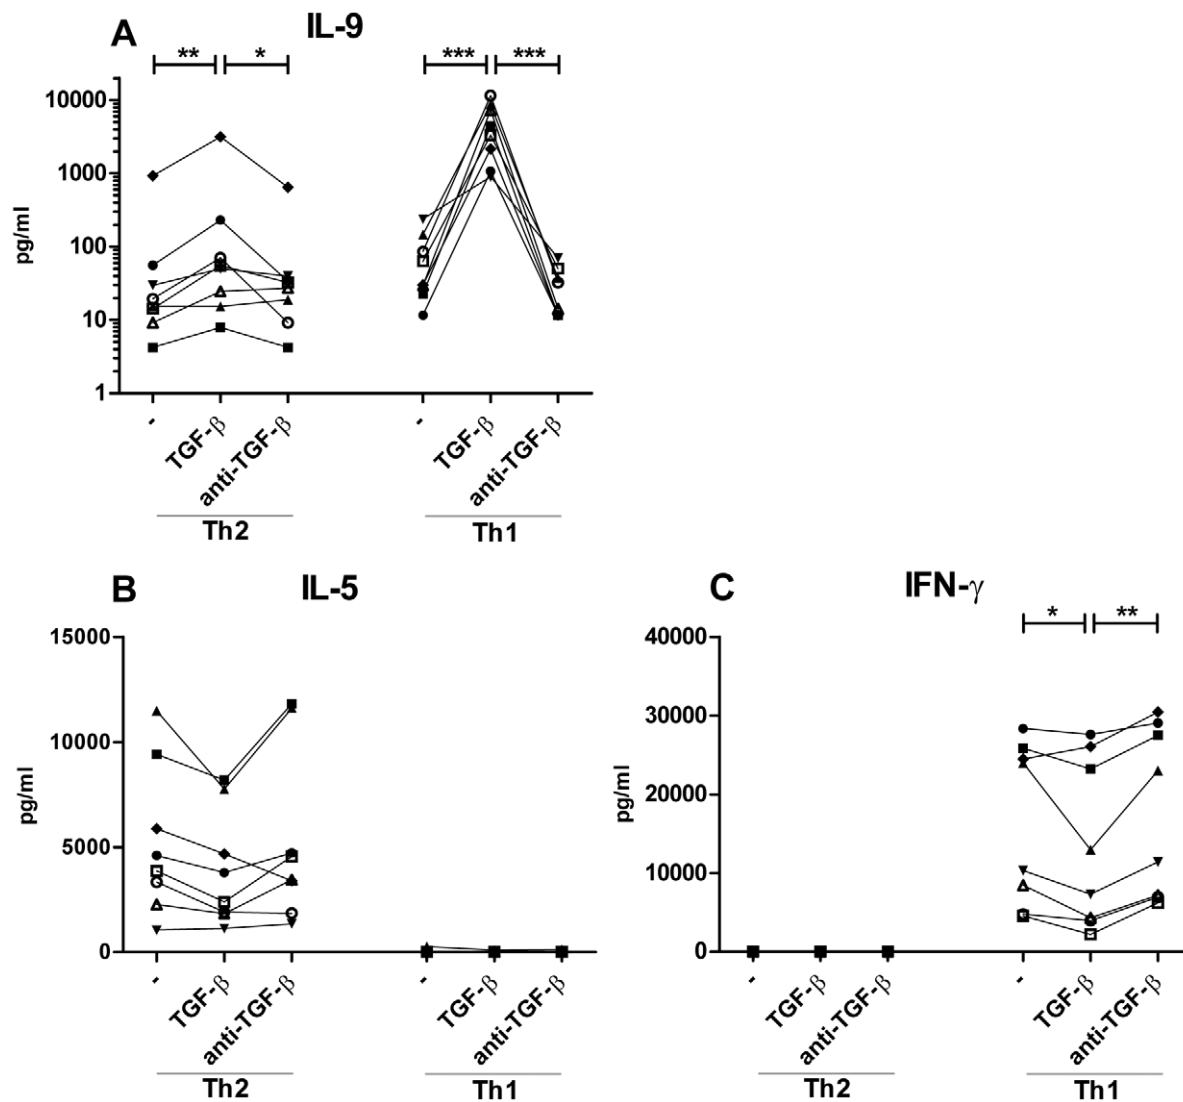 A IL-9
** * *** ***
10000
1000
100
10
1
pg/ml
- TGF-β anti-TGF-β - TGF-β anti-TGF-β
Th2 Th1
B IL-5
15000
10000
5000
0
pg/ml
- TGF-β anti-TGF-β - TGF-β anti-TGF-β
Th2 Th1
C IFN-γ
* **
40000
30000
20000
10000
0
pg/ml
- TGF-β anti-TGF-β - TGF-β anti-TGF-β
Th2 Th1